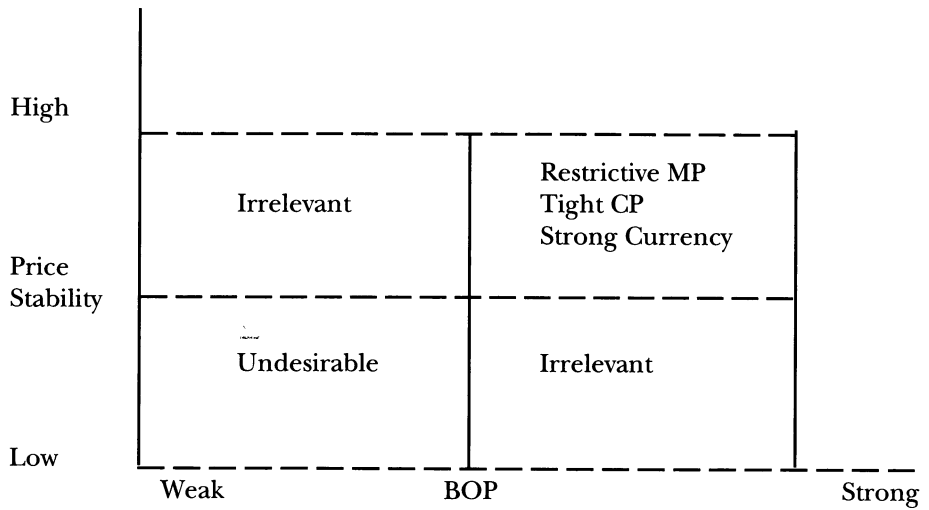 High
Restrictive MP
Irrelevant
Tight CP
Strong Currency
Price
Stability
Undesirable
Irrelevant
Low
Weak
BOP
Strong